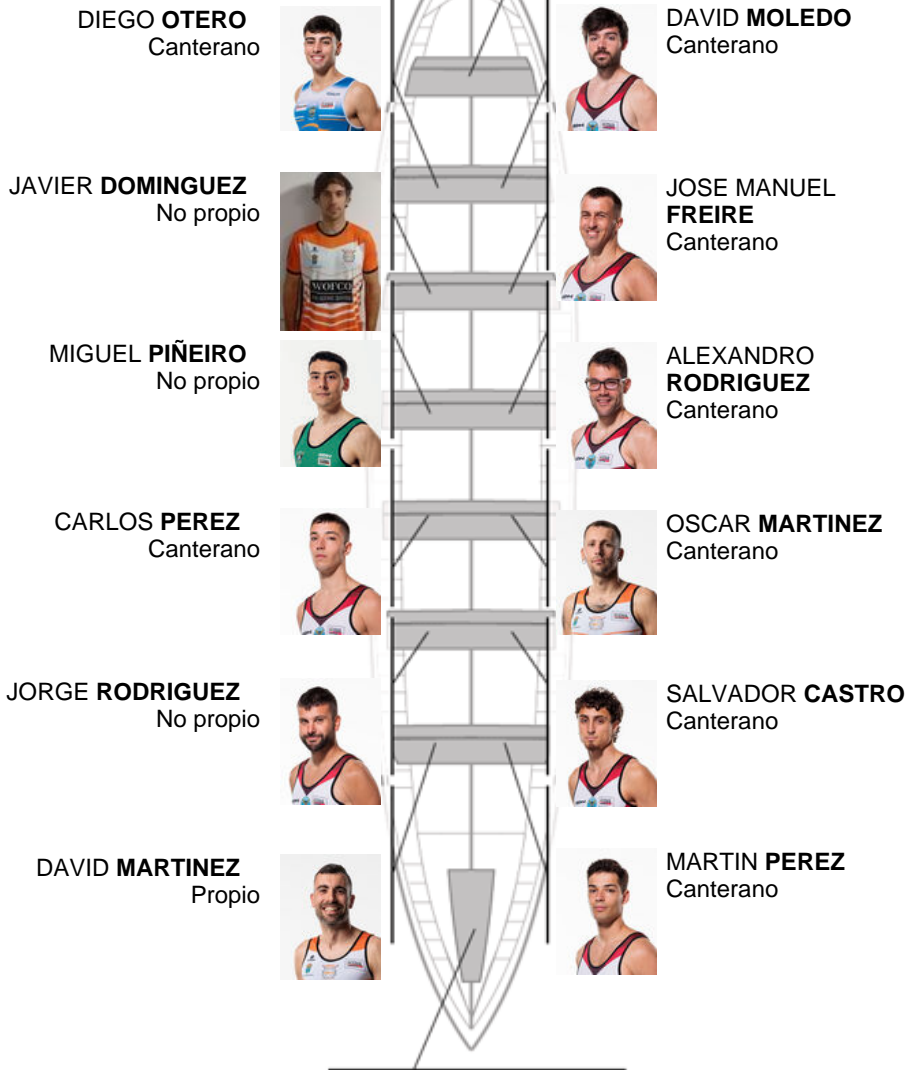 DIEGO OTERO
Canterano
DAVID MOLEDO
Canterano
JAVIER DOMINGUEZ
No propio
WOFCO
JOSE MANUEL
FREIRE
Canterano
MIGUEL PIÑEIRO
No propio
ALEXANDRO
RODRIGUEZ
Canterano
CARLOS PEREZ
Canterano
OSCAR MARTINEZ
Canterano
JORGE RODRIGUEZ
No propio
SALVADOR CASTRO
Canterano
DAVID MARTINEZ
Propio
MARTIN PEREZ
Canterano